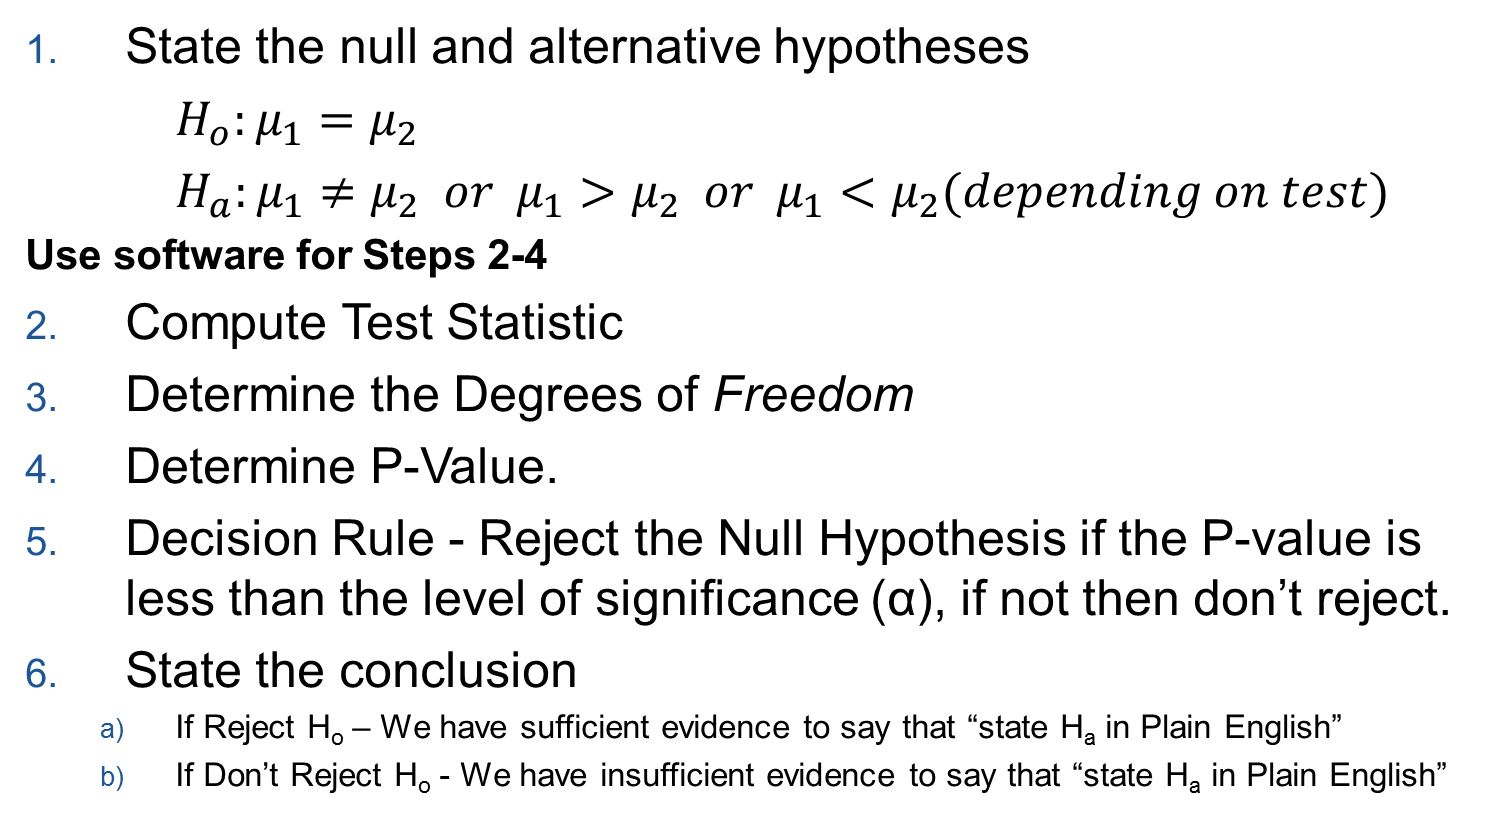 1. State the null and alternative hypotheses
Hₒ: μ₁ = μ₂
Hₐ: μ₁ ≠ μ₂ or μ₁ > μ₂ or μ₁ < μ₂(depending on test)
Use software for Steps 2-4
2. Compute Test Statistic
3. Determine the Degrees of Freedom
4. Determine P-Value.
5. Decision Rule - Reject the Null Hypothesis if the P-value is
less than the level of significance (α), if not then don’t reject.
6. State the conclusion
a) If Reject Hₒ – We have sufficient evidence to say that “state Hₐ in Plain English”
b) If Don’t Reject Hₒ - We have insufficient evidence to say that “state Hₐ in Plain English”